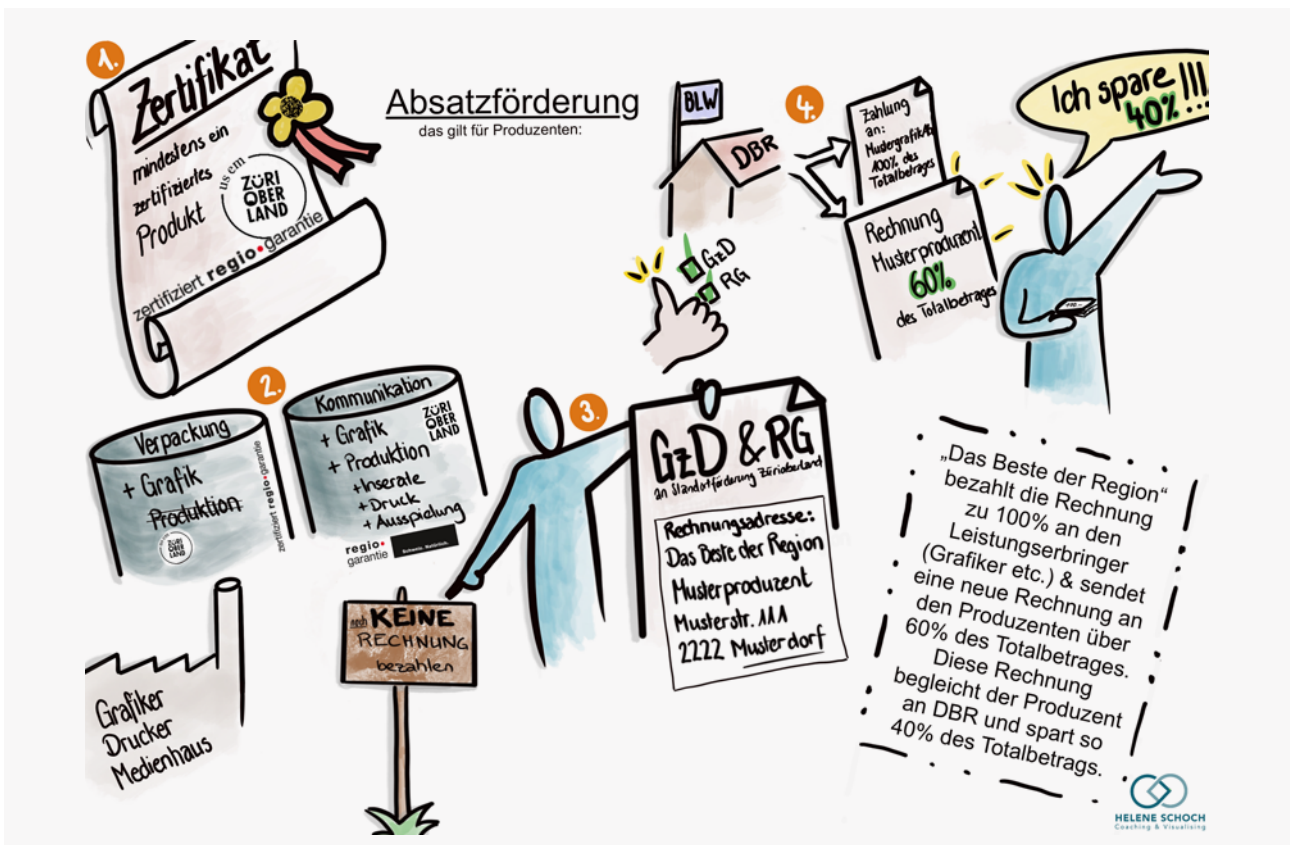 1.
Zertifikat
mindestens ein
zertifiziertes
Produkt
us em
ZÜRI
OBER
LAND
zertifiziert regio•garantie
Absatzförderung
das gilt für Produzenten:
BLW
DBR
GzD
RG
4.
Zahlung
an:
100% des
Totalbetrages
Rechnung
60%
des Totalbetrages
Ich spare
40% !!!
2.
Verpackung
+ Grafik
Produktion
ZÜRI
OBER
LAND
zertifiziert regio•garantie
Kommunikation
+ Grafik
+ Produktion
+ Inserate
+ Druck
+ Ausspielung
ZÜRI
OBER
LAND
regio•
garantie
Schweiz. Natürlich.
Grafiker
Drucker
Medienhaus
noch KEINE
RECHNUNG
bezahlen
3.
GzD & RG
an Standortförderung Zürioberland
Rechnungsadresse:
Das Beste der Region
Musterproduzent
Musterstr. 111
2222 Musterdorf
„Das Beste der Region“
bezahlt die Rechnung
zu 100% an den
Leistungserbringer
(Grafiker etc.) & sendet
eine neue Rechnung an
den Produzenten über
60% des Totalbetrages.
Diese Rechnung
begleicht der Produzent
an DBR und spart so
40% des Totalbetrags.
HELENE SCHOCH
Coaching & Visualising